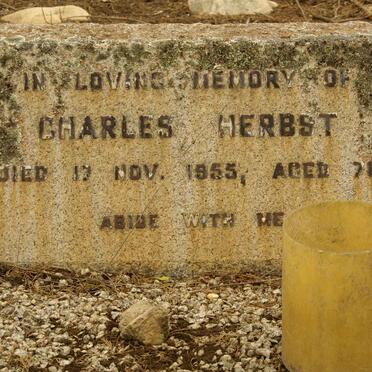 IN LOVING MEMORY OF
CHARLES HERBST
DIED 17 NOV. 1955, AGED
ABIDE WITH ME